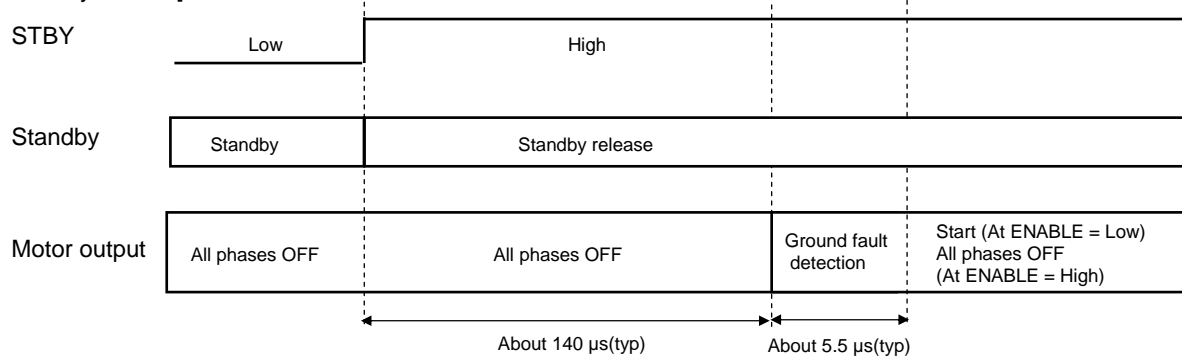 STBY
Low
High
Standby
Standby
Standby release
Motor output
All phases OFF
All phases OFF
Ground fault
detection
Start (At ENABLE = Low)
All phases OFF
(At ENABLE = High)
About 140 µs(typ)
About 5.5 µs(typ)